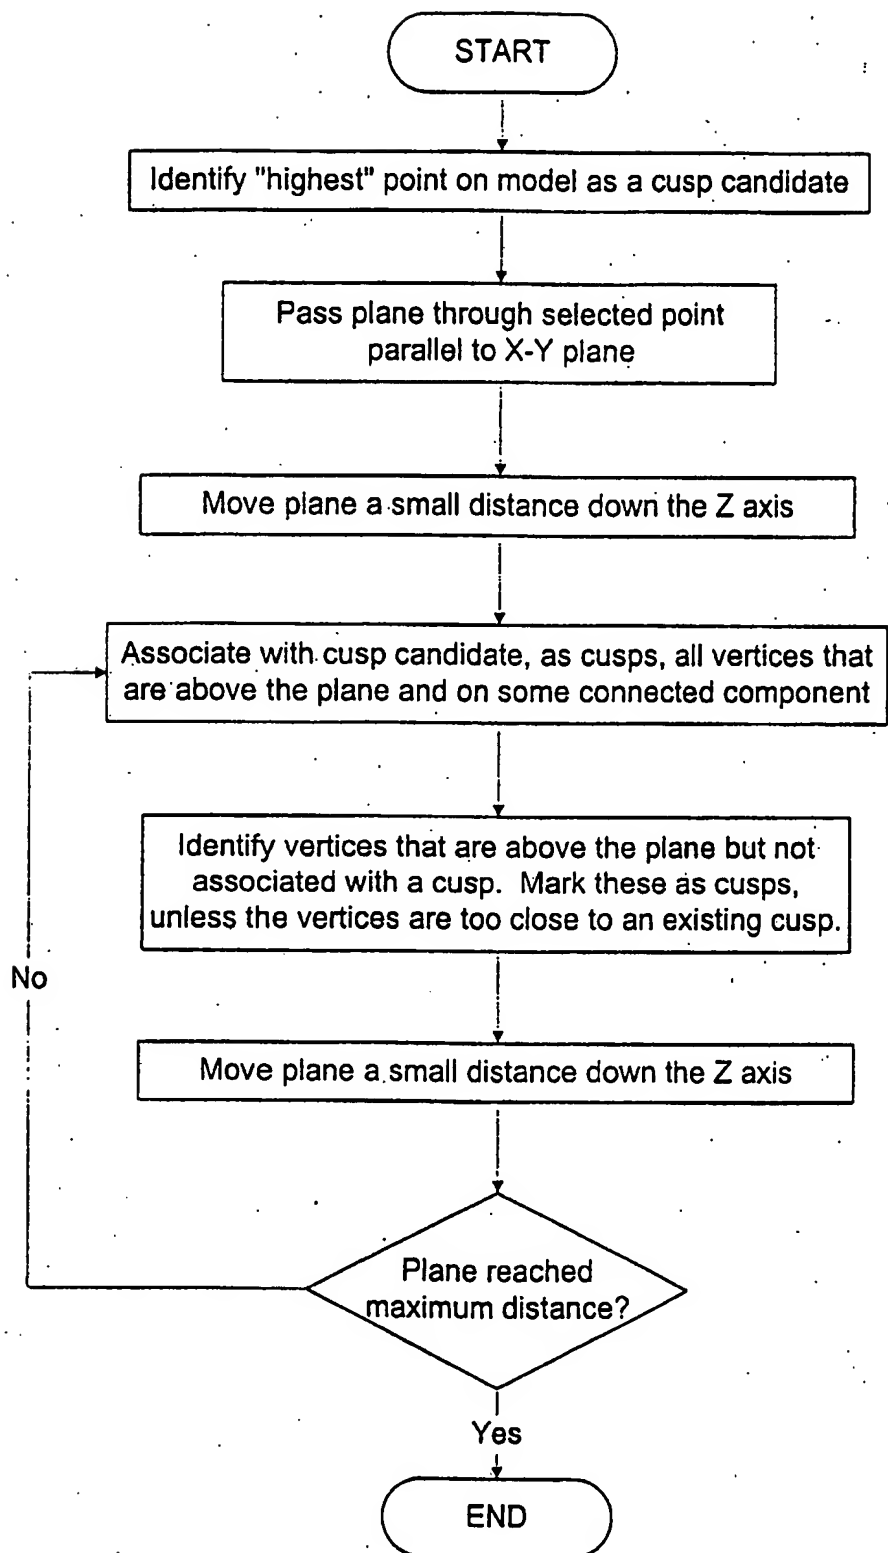 START
Identify "highest" point on model as a cusp candidate
Pass plane through selected point
parallel to X-Y plane
Move plane a small distance down the Z axis
Associate with cusp candidate, as cusps, all vertices that
are above the plane and on some connected component
Identify vertices that are above the plane but not
associated with a cusp. Mark these as cusps,
unless the vertices are too close to an existing cusp.
No
Move plane a small distance down the Z axis
Plane reached
maximum distance?
Yes
END